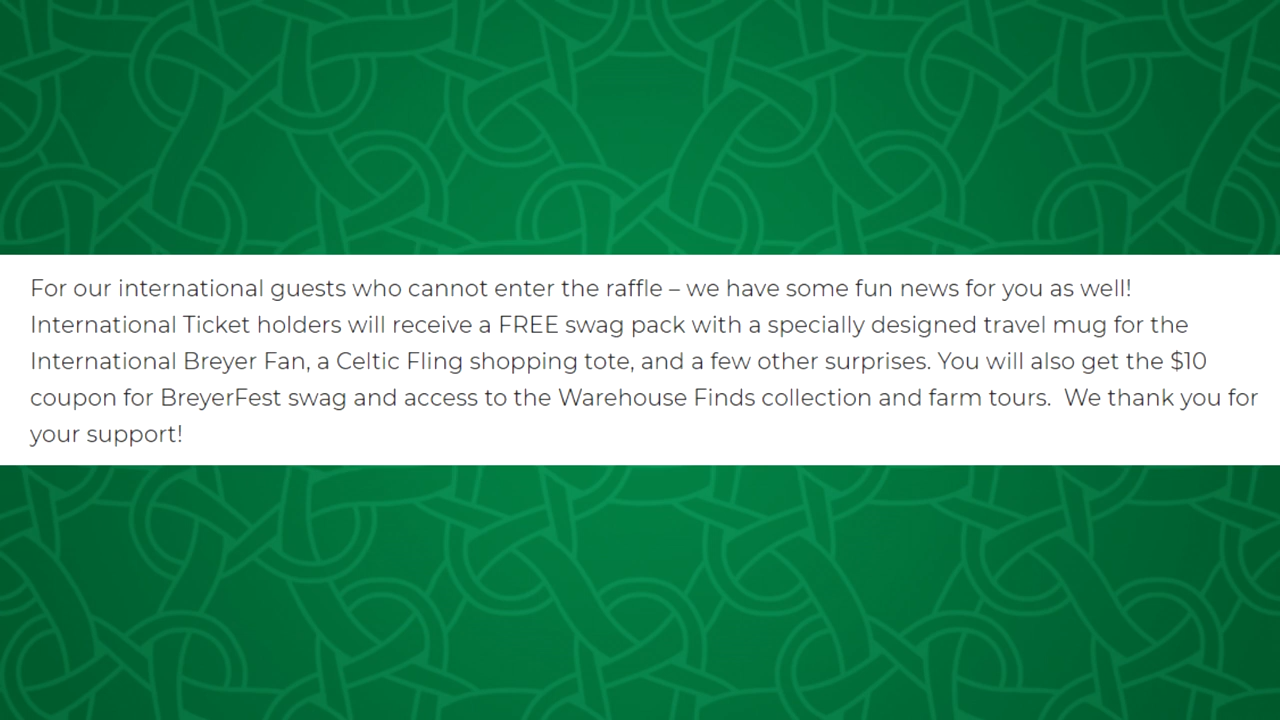 For our international guests who cannot enter the raffle – we have some fun news for you as well!
International Ticket holders will receive a FREE swag pack with a specially designed travel mug for the
International Breyer Fan, a Celtic Fling shopping tote, and a few other surprises. You will also get the $10
coupon for BreyerFest swag and access to the Warehouse Finds collection and farm tours.  We thank you for
your support!